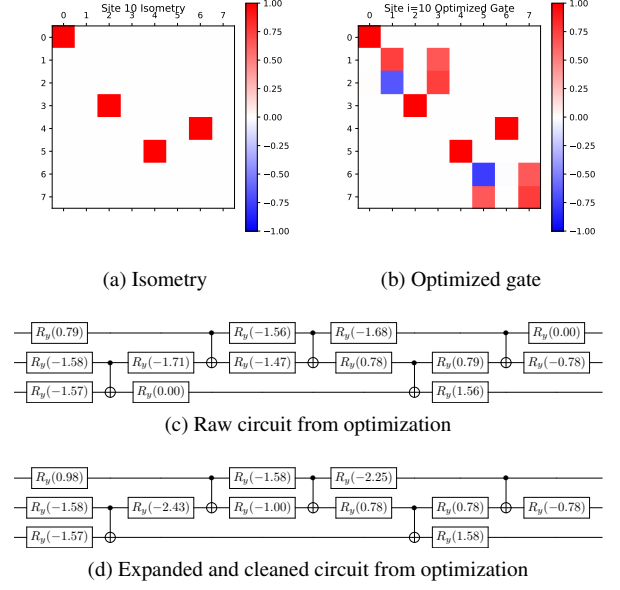 Site 10 Isometry
0 1 2 3 4 5 6 7
0
1
2
3
4
5
6
7
1.00
0.75
0.50
0.25
0.00
−0.25
−0.50
−0.75
−1.00
(a) Isometry
Site i=10 Optimized Gate
0 1 2 3 4 5 6 7
0
1
2
3
4
5
6
7
1.00
0.75
0.50
0.25
0.00
−0.25
−0.50
−0.75
−1.00
(b) Optimized gate
R_y(0.79) R_y(−1.56) R_y(−1.68) R_y(0.00)
R_y(−1.58) R_y(−1.71) R_y(−1.47) R_y(0.78) R_y(0.79) R_y(−0.78)
R_y(−1.57) R_y(0.00) R_y(1.56)
(c) Raw circuit from optimization
R_y(0.98) R_y(−1.58) R_y(−2.25)
R_y(−1.58) R_y(−2.43) R_y(−1.00) R_y(0.78) R_y(0.78) R_y(−0.78)
R_y(−1.57) R_y(1.58)
(d) Expanded and cleaned circuit from optimization